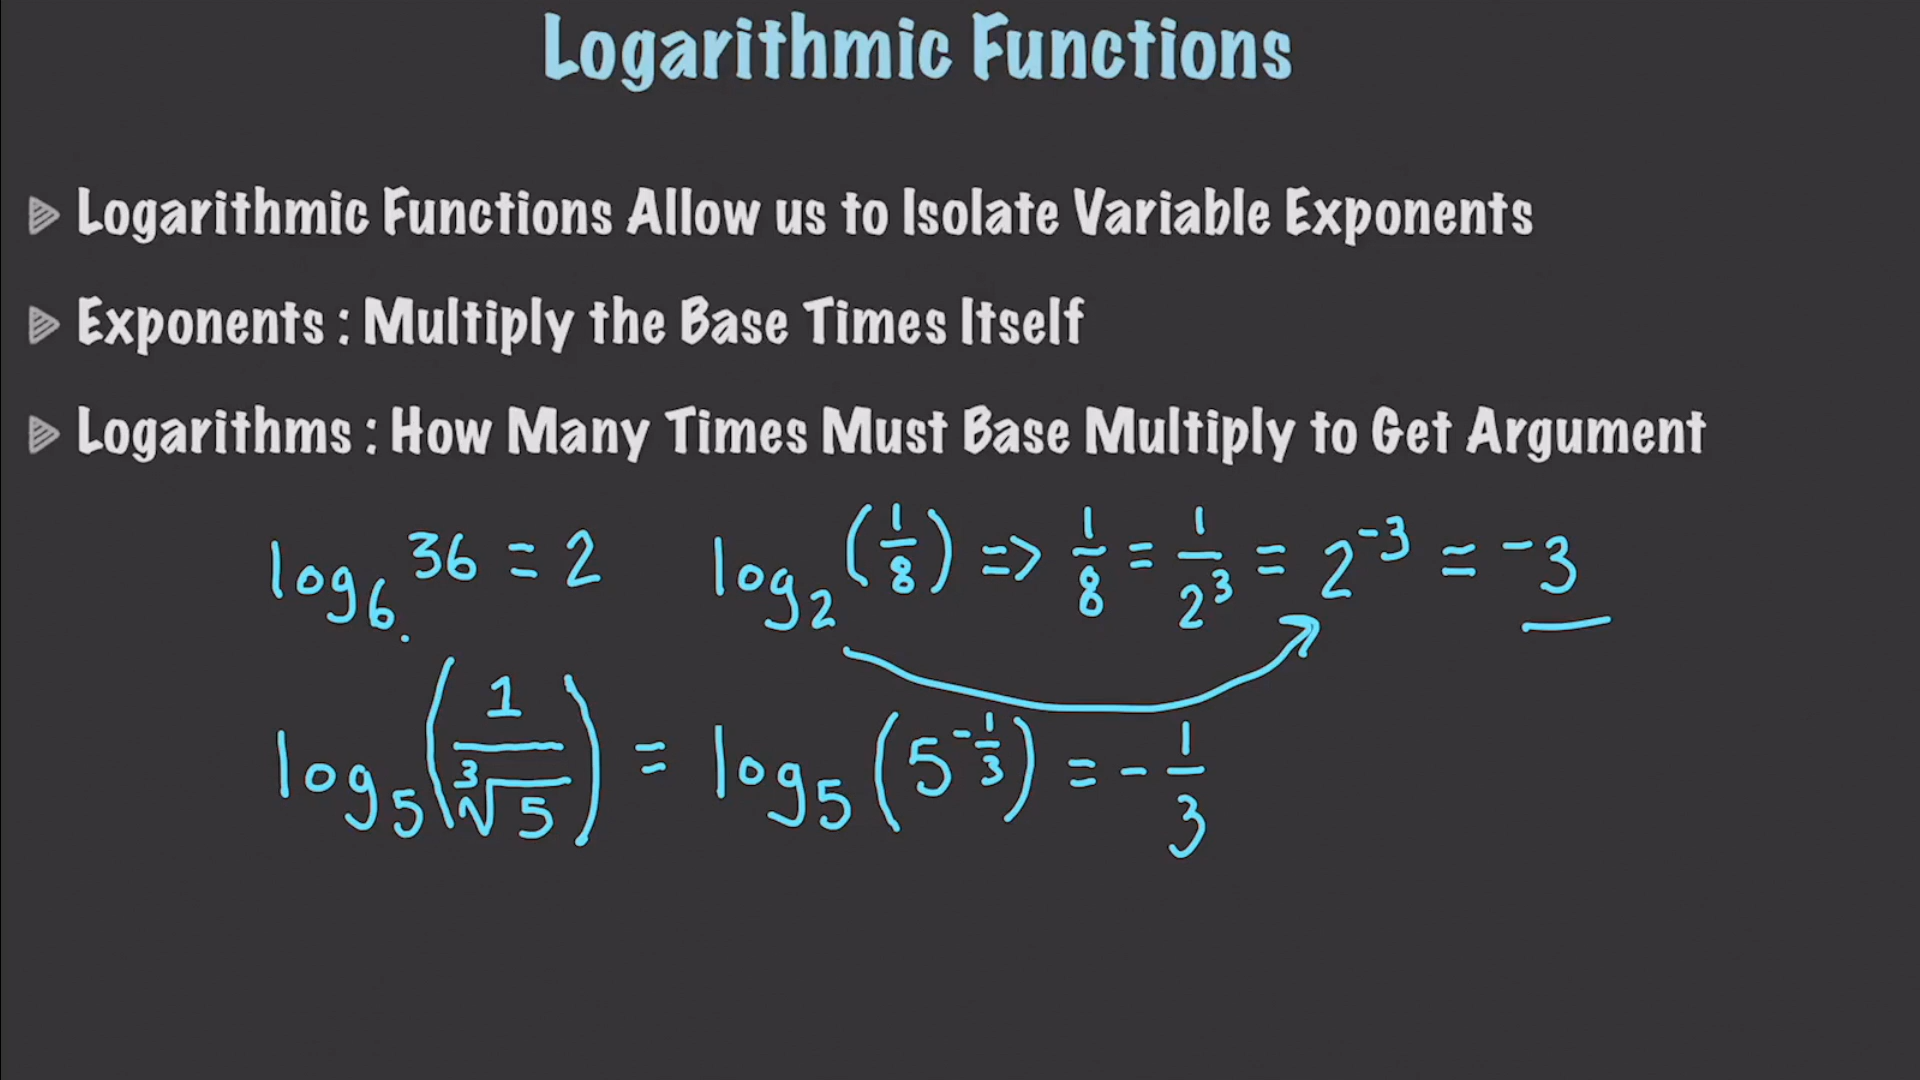 Logarithmic Functions
Logarithmic Functions Allow us to Isolate Variable Exponents
Exponents : Multiply the Base Times Itself
Logarithms : How Many Times Must Base Multiply to Get Argument
log₆ 36 = 2    log₂ (1/8) => 1/8 = 1/2³ = 2⁻³ = -3
log₅ (1/∛5) = log₅ (5^(-1/3)) = -1/3